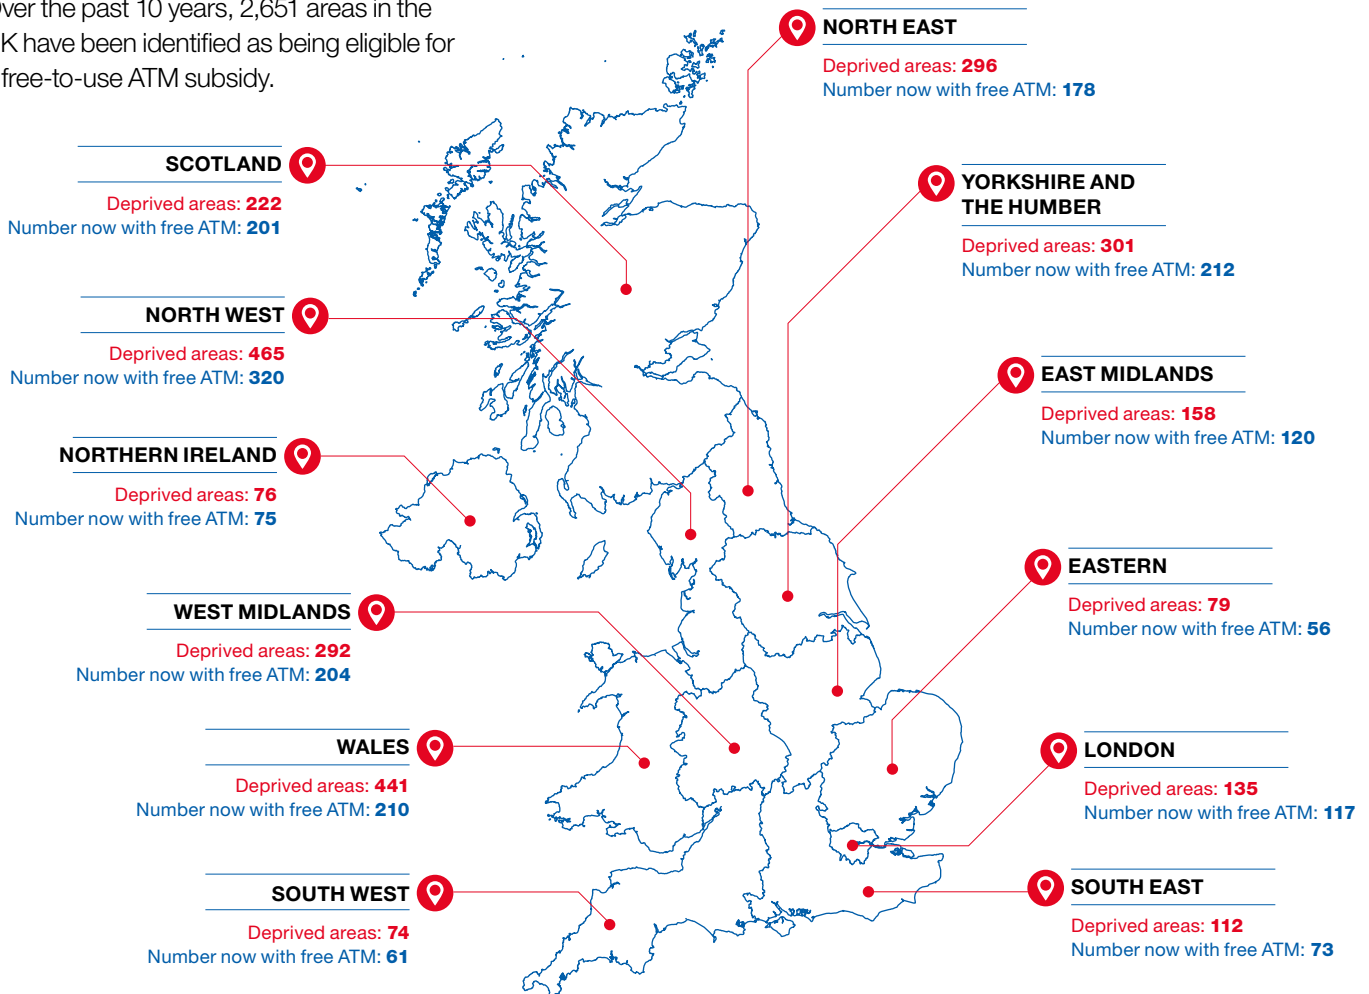 ver the past 10 years, 2,651 areas in the
K have been identified as being eligible for
free-to-use ATM subsidy.
NORTH EAST
Deprived areas: 296
Number now with free ATM: 178
SCOTLAND
Deprived areas: 222
Number now with free ATM: 201
YORKSHIRE AND
THE HUMBER
Deprived areas: 301
Number now with free ATM: 212
NORTH WEST
Deprived areas: 465
Number now with free ATM: 320
EAST MIDLANDS
Deprived areas: 158
Number now with free ATM: 120
NORTHERN IRELAND
Deprived areas: 76
Number now with free ATM: 75
EASTERN
Deprived areas: 79
Number now with free ATM: 56
WEST MIDLANDS
Deprived areas: 292
Number now with free ATM: 204
WALES
Deprived areas: 441
Number now with free ATM: 210
LONDON
Deprived areas: 135
Number now with free ATM: 117
SOUTH WEST
Deprived areas: 74
Number now with free ATM: 61
SOUTH EAST
Deprived areas: 112
Number now with free ATM: 73